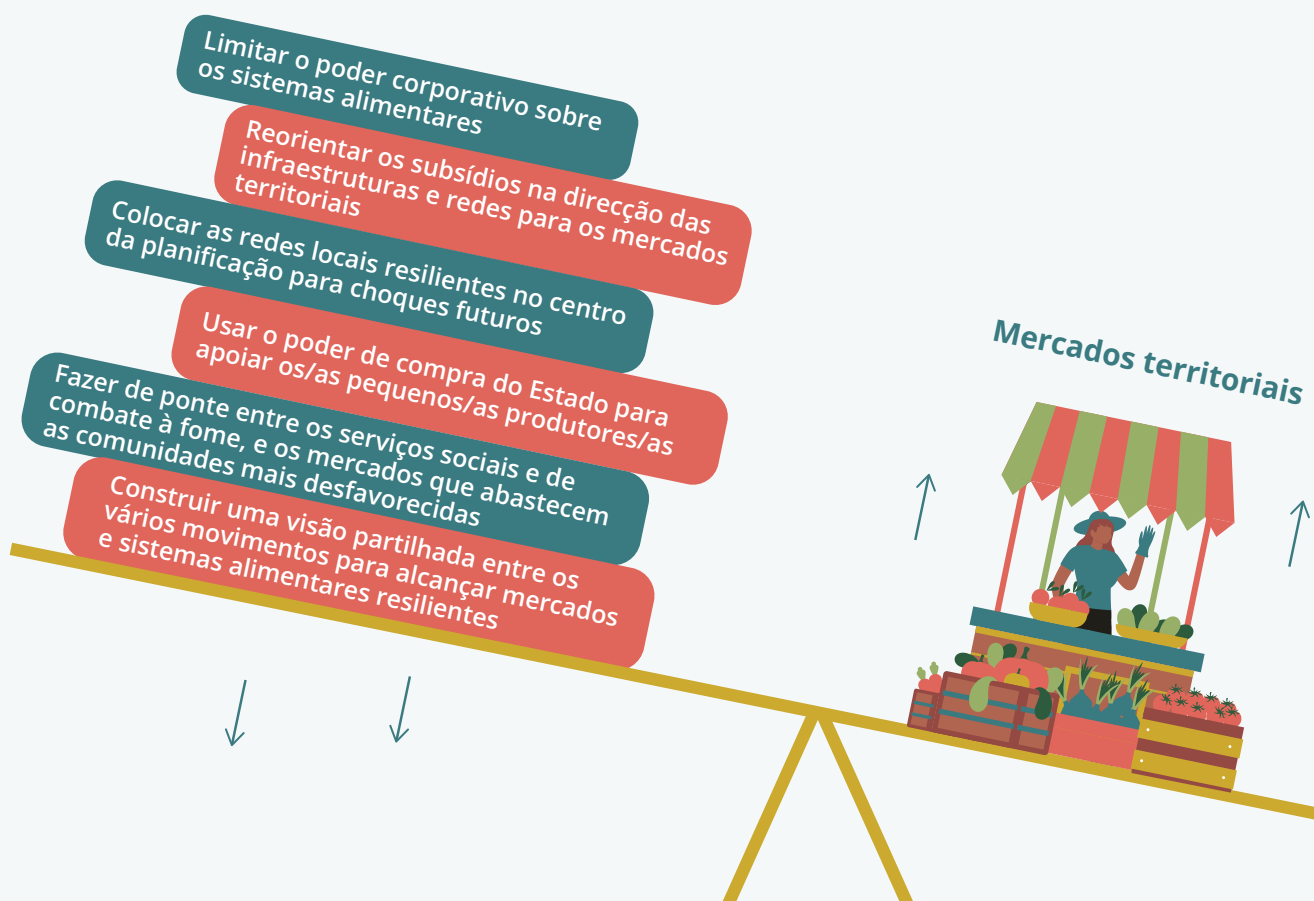 Limitar o poder corporativo sobre
os sistemas alimentares
Reorientar os subsídios na direcção das
infraestruturas e redes para os mercados
territoriais
Colocar as redes locais resilientes no centro
da planificação para choques futuros
Usar o poder de compra do Estado para
apoiar os/as pequenos/as produtores/as
Fazer de ponte entre os serviços sociais e de
combate à fome, e os mercados que abastecem
as comunidades mais desfavorecidas
Construir uma visão partilhada entre os
vários movimentos para alcançar mercados
e sistemas alimentares resilientes
Mercados territoriais